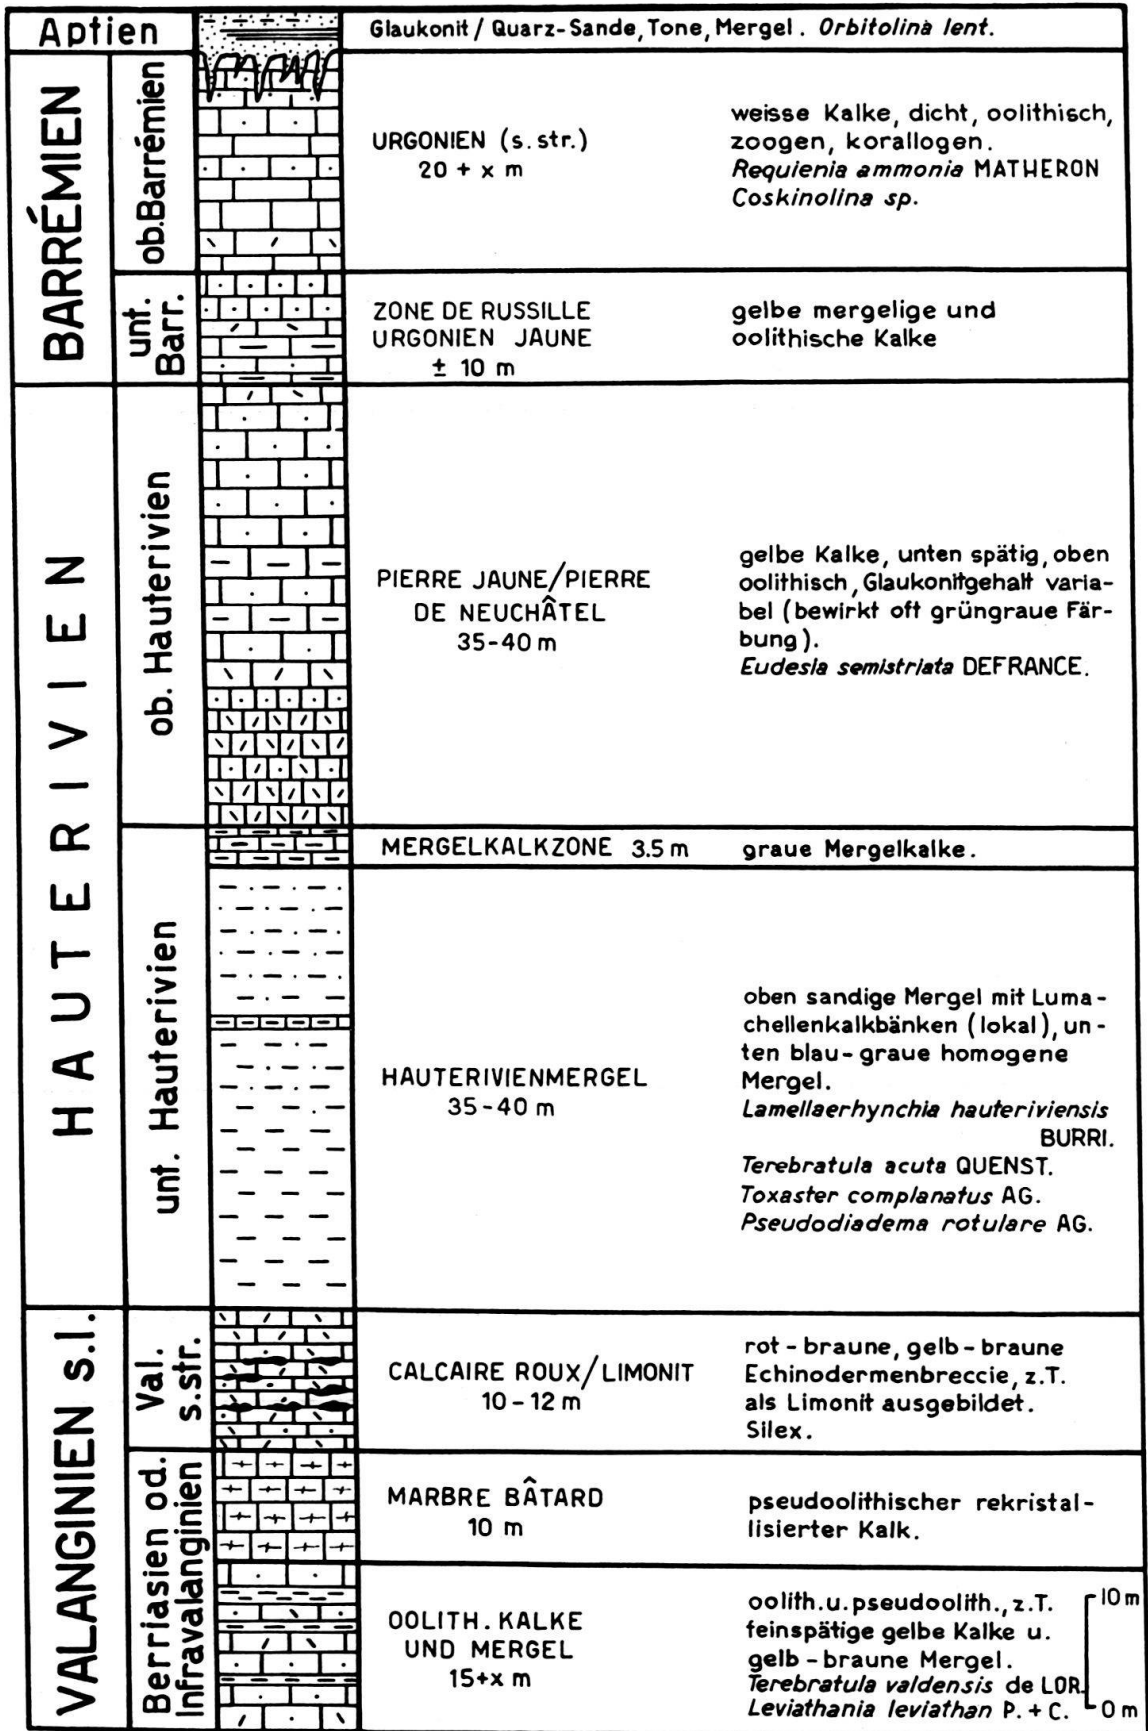 Aptien
Glaukonit / Quarz-Sande, Tone, Mergel. Orbitolina lent.
BARRÉMIEN
ob. Barrémien
URGONIEN (s. str.)
20 + x m
weisse Kalke, dicht, oolithisch,
zoogen, korallogen.
Requienia ammonia MATHERON
Coskinolina sp.
unt.
Barr.
ZONE DE RUSSILLE
URGONIEN JAUNE
± 10 m
gelbe mergelige und
oolithische Kalke
HAUTERIVIEN
ob. Hauterivien
PIERRE JAUNE/PIERRE
DE NEUCHÂTEL
35-40 m
gelbe Kalke, unten spätig, oben
oolithisch, Glaukonitgehalt varia-
bel (bewirkt oft grüngraue Fär-
bung).
Eudesia semistriata DEFRANCE.
unt. Hauterivien
MERGELKALKZONE 3.5 m
graue Mergelkalke.
HAUTERIVIENMERGEL
35-40 m
oben sandige Mergel mit Luma-
chellenkalkbänken (lokal), un-
ten blau-graue homogene
Mergel.
Lamellaerhynchia hauteriviensis
BURRI.
Terebratula acuta QUENST.
Toxaster complanatus AG.
Pseudodiadema rotulare AG.
VALANGINIEN s.l.
Val.
s.str.
CALCAIRE ROUX/LIMONIT
10-12 m
rot-braune, gelb-braune
Echinodermenbreccie, z.T.
als Limonit ausgebildet.
Silex.
Berriasien od.
Infravalanginien
MARBRE BÂTARD
10 m
pseudoolithischer rekristal-
lisierter Kalk.
OOLITH. KALKE
UND MERGEL
15+x m
oolith. u. pseudoolith., z.T.
feinspätige gelbe Kalke u.
gelb-braune Mergel.
Terebratula valdensis de LOR.
Leviathania leviathan P. + C.
10 m
0 m